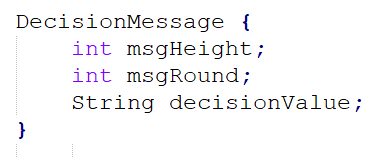 DecisionMessage {
    int msgHeight;
    int msgRound;
    String decisionValue;
}